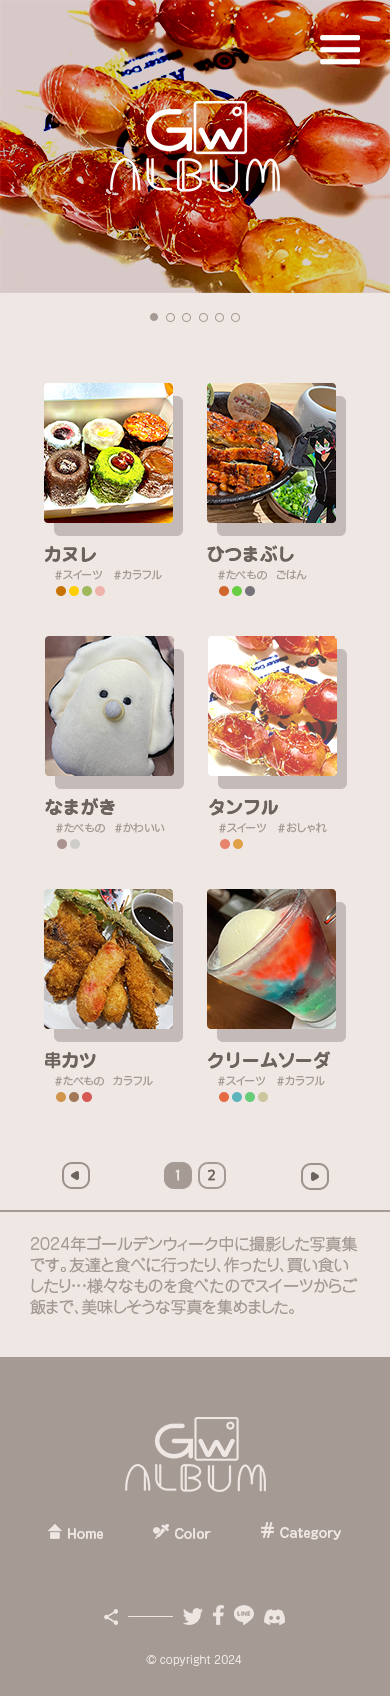 GW
ALBUM
カヌレ
#スイーツ #カラフル
ひつまぶし
#たべもの ごはん
なまがき
#たべもの #かわいい
タンフル
#スイーツ #おしゃれ
串カツ
#たべもの カラフル
クリームソーダ
#スイーツ #カラフル
1 2
2024年ゴールデンウィーク中に撮影した写真集
です。友達と食べに行ったり、作ったり、買い食い
したり…様々なものを食べたのでスイーツからご
飯まで、美味しそうな写真を集めました。
GW
ALBUM
Home Color # Category
LINE
© copyright 2024